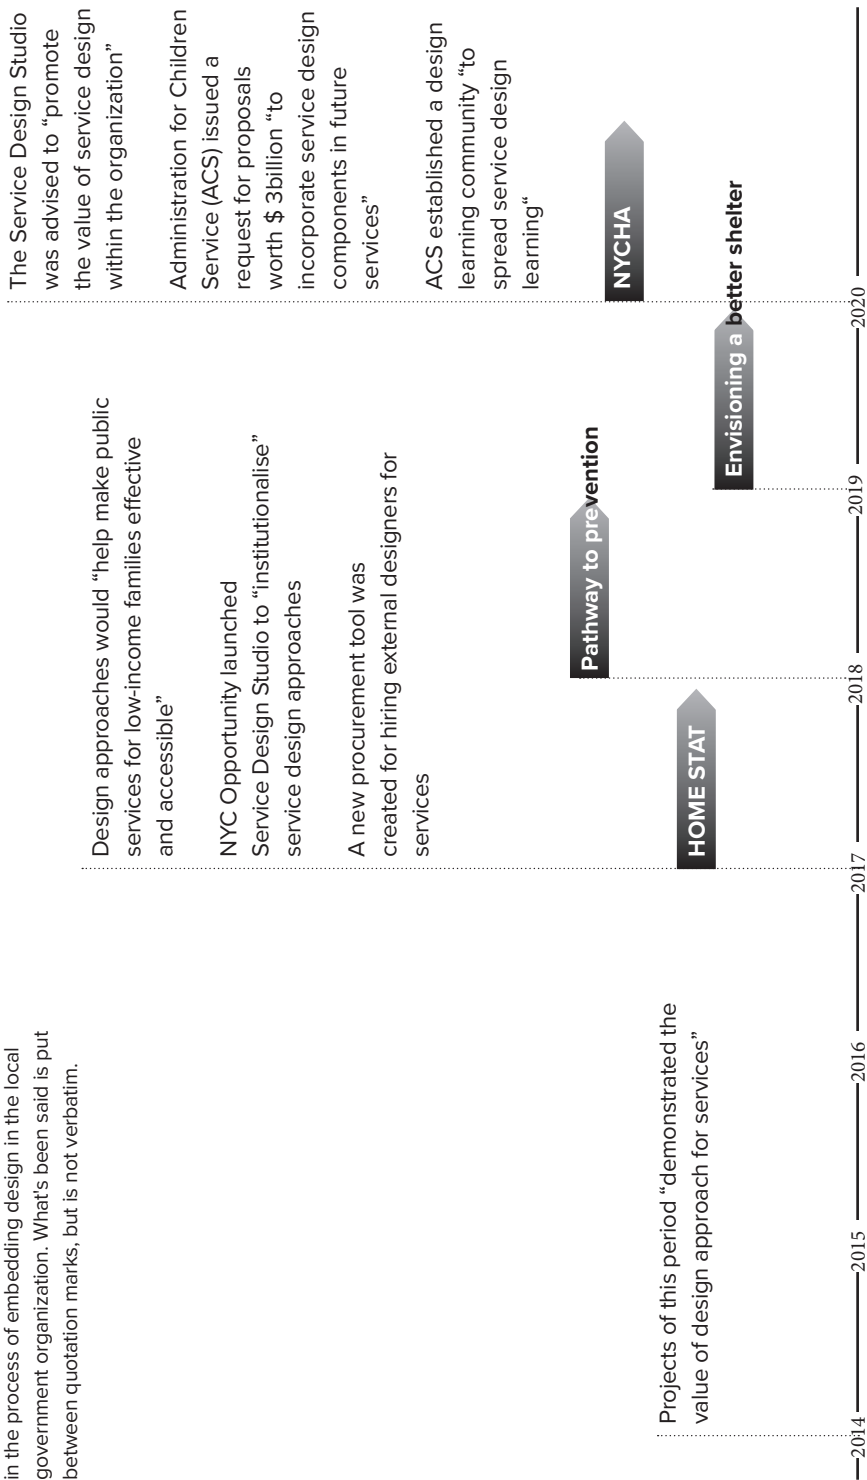 in the process of embedding design in the local
government organization. What's been said is put
between quotation marks, but is not verbatim.
Projects of this period “demonstrated the
value of design approach for services”
Design approaches would “help make public
services for low-income families effective
and accessible”
NYC Opportunity launched
Service Design Studio to “institutionalise”
service design approaches
A new procurement tool was
created for hiring external designers for
services
The Service Design Studio
was advised to “promote
the value of service design
within the organization”
Administration for Children
Service (ACS) issued a
request for proposals
worth $ 3billion “to
incorporate service design
components in future
services”
ACS established a design
learning community “to
spread service design
learning“
HOME STAT
Pathway to prevention
Envisioning a better shelter
NYCHA
2014
2015
2016
2017
2018
2019
2020